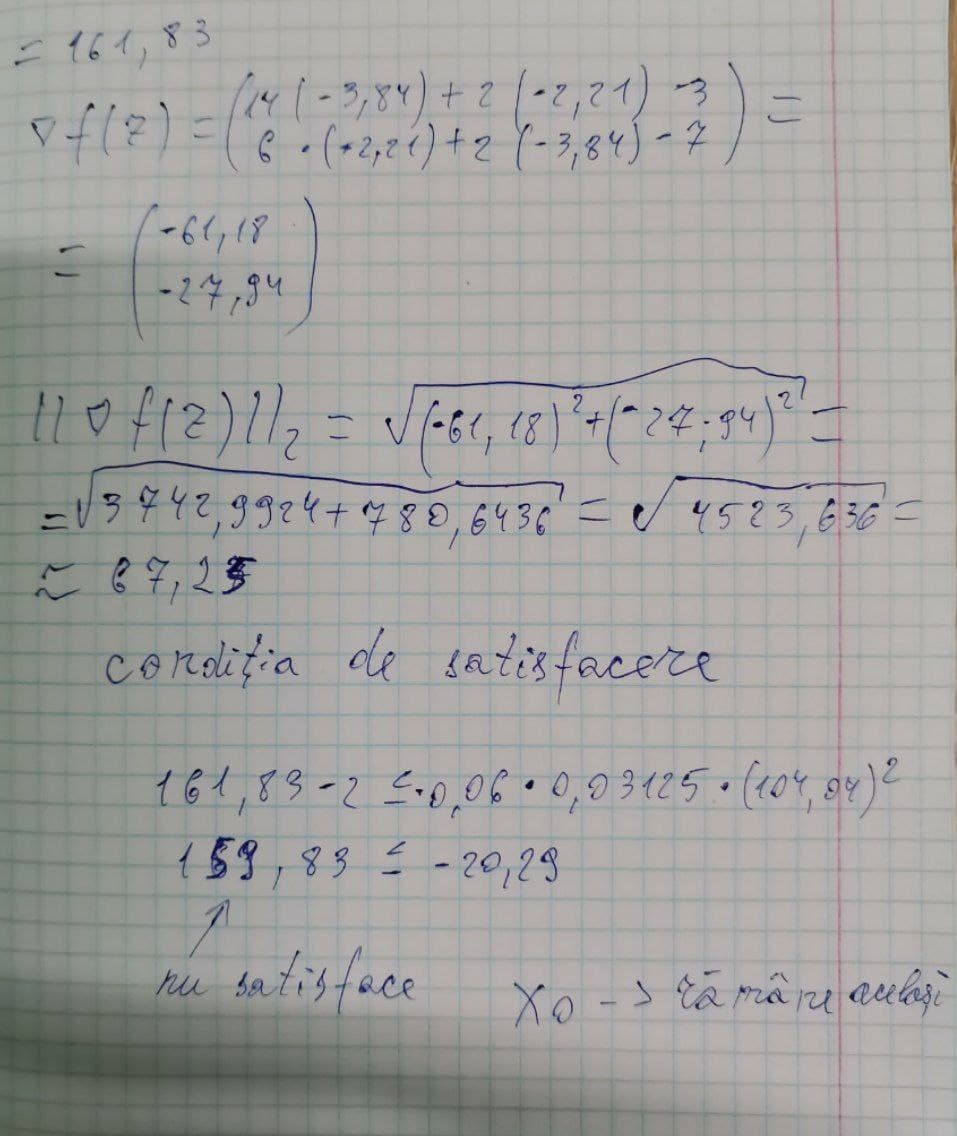 = 161,83
∇f(z) = (14(-3,84) + 2(-2,21) -3
6 · (-2,21) + 2(-3,84) - 7) =
= (-61,18
-27,94)
||∇f(z)||₂ = √(-61,18)² + (-27,94)² =
= √3742,9924 + 780,6436 = √4523,636 =
≈ 67,25
condiția de satisfacere
161,83 - 2 ≤ -0,06 · 0,03125 · (104,04)²
159,83 ≤ -20,29
nu satisface
X0 -> rămâne același